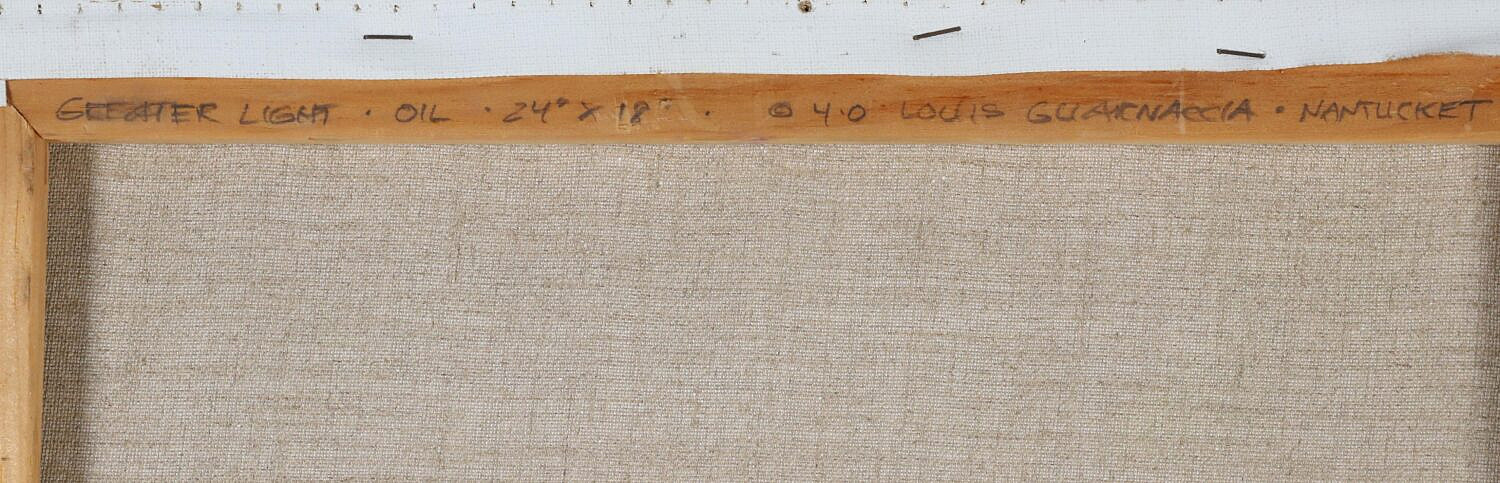 GREATER LIGHT · OIL · 24" X 18" · © 4·0 LOUIS GUARNACCIA · NANTUCKET